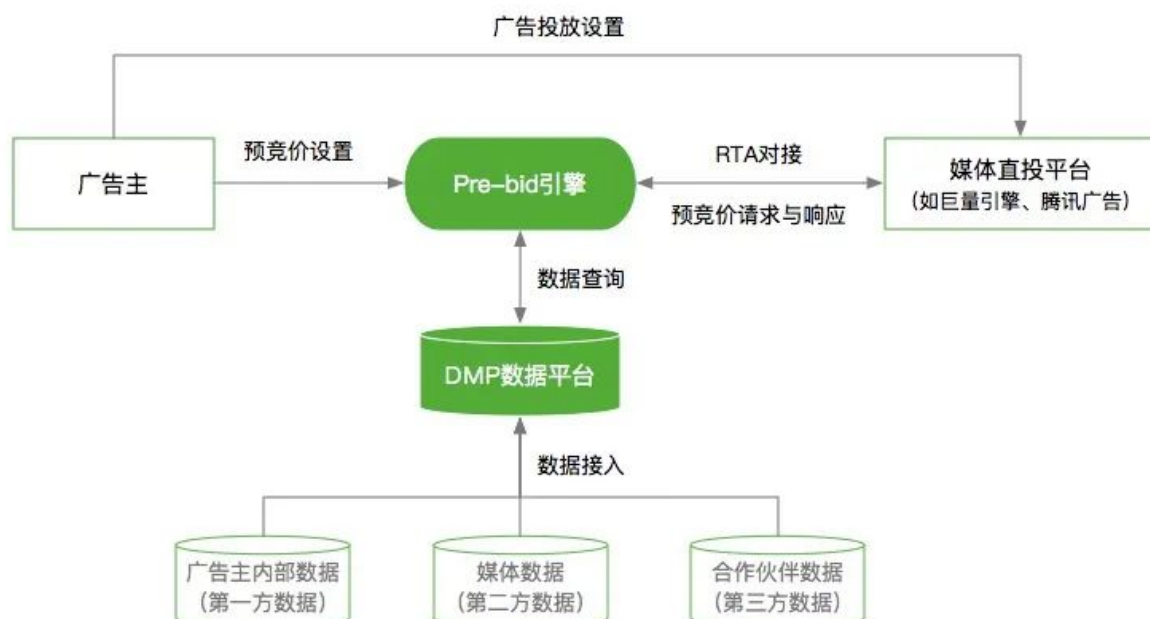 广告投放设置
广告主
预竞价设置
Pre-bid引擎
RTA对接
预竞价请求与响应
媒体直投平台
(如巨量引擎、腾讯广告)
数据查询
DMP数据平台
数据接入
广告主内部数据
(第一方数据)
媒体数据
(第二方数据)
合作伙伴数据
(第三方数据)